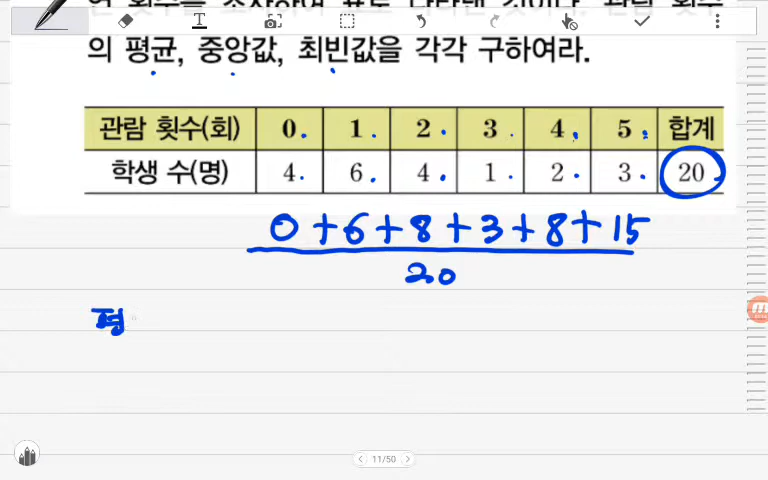 의 평균, 중앙값, 최빈값을 각각 구하여라.
관람 횟수(회) 0 1 2 3 4 5 합계
학생 수(명) 4 6 4 1 2 3 20
0+6+8+3+8+15
20
평
11/50